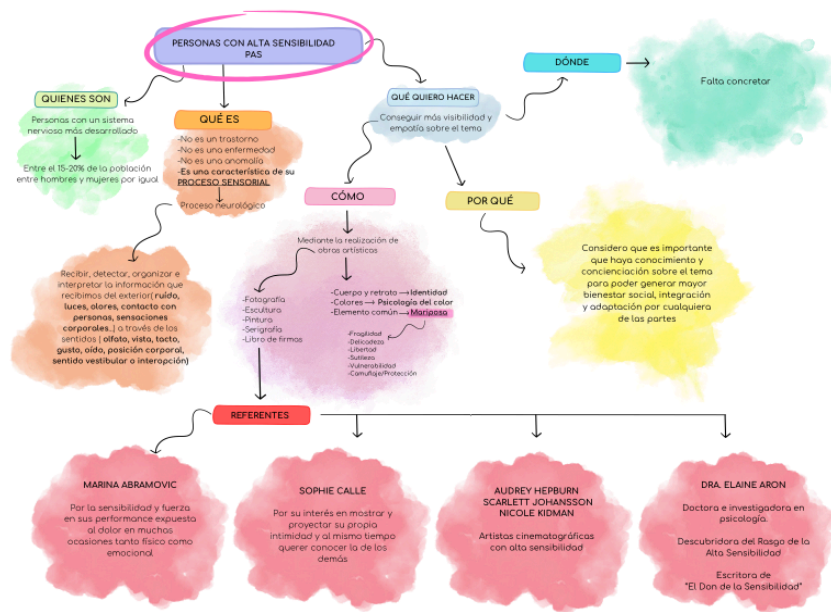 PERSONAS CON ALTA SENSIBILIDAD
PAS
QUIENES SON
Personas con un sistema
nervioso más desarrollado
Entre el 15-20% de la población
entre hombres y mujeres por igual
QUÉ ES
-No es un trastorno
-No es una enfermedad
-No es una anomalía
-Es una característica de su
PROCESO SENSORIAL
Proceso neurológico
Recibir, detectar, organizar e
interpretar la información que
recibimos del exterior( ruído,
luces, olores, contacto con
personas, sensaciones
corporales..) a través de los
sentidos ( olfato, vista, tacto,
gusto, oído, posición corporal,
sentido vestibular o interopción)
QUÉ QUIERO HACER
Conseguir más visibilidad y
empatía sobre el tema
DÓNDE
Falta concretar
CÓMO
Mediante la realización de
obras artísticas
-Fotografía
-Escultura
-Pintura
-Serigrafía
-Libro de firmas
-Cuerpo y retrato Identidad
-Colores Psicología del color
-Elemento común Mariposa
-Fragilidad
-Delicadeza
-Libertad
-Sutileza
-Vulnerabilidad
-Camuflaje/Protección
POR QUÉ
Considero que es importante
que haya conocimiento y
concienciación sobre el tema
para poder generar mayor
bienestar social, integración
y adaptación por cualquiera
de las partes
REFERENTES
MARINA ABRAMOVIC
Por la sensibilidad y fuerza
en sus performance expuesta
al dolor en muchas
ocasiones tanto físico como
emocional
SOPHIE CALLE
Por su interés en mostrar y
proyectar su propia
intimidad y al mismo tiempo
querer conocer la de los
demás
AUDREY HEPBURN
SCARLETT JOHANSSON
NICOLE KIDMAN
Artistas cinematográficas
con alta sensibilidad
DRA. ELAINE ARON
Doctora e investigadora en
psicología.
Descubridora del Rasgo de la
Alta Sensibilidad
Escritora de
"El Don de la Sensibilidad"